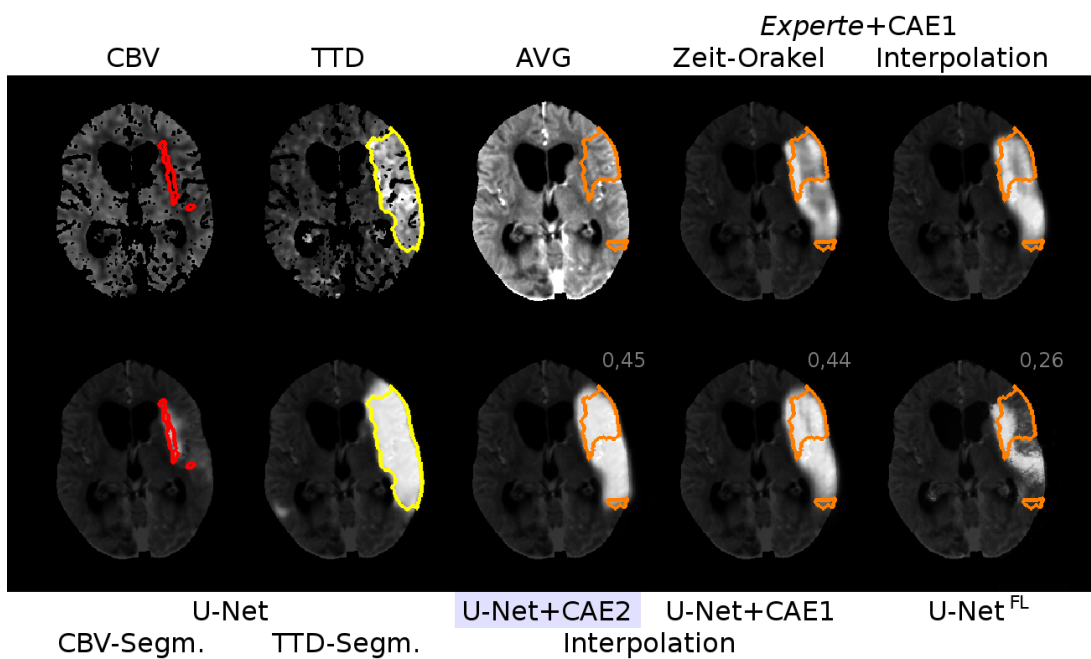 Experte+CAE1
CBV TTD AVG Zeit-Orakel Interpolation
0,45 0,44 0,26
U-Net U-Net+CAE2 U-Net+CAE1 U-Net FL
CBV-Segm. TTD-Segm. Interpolation